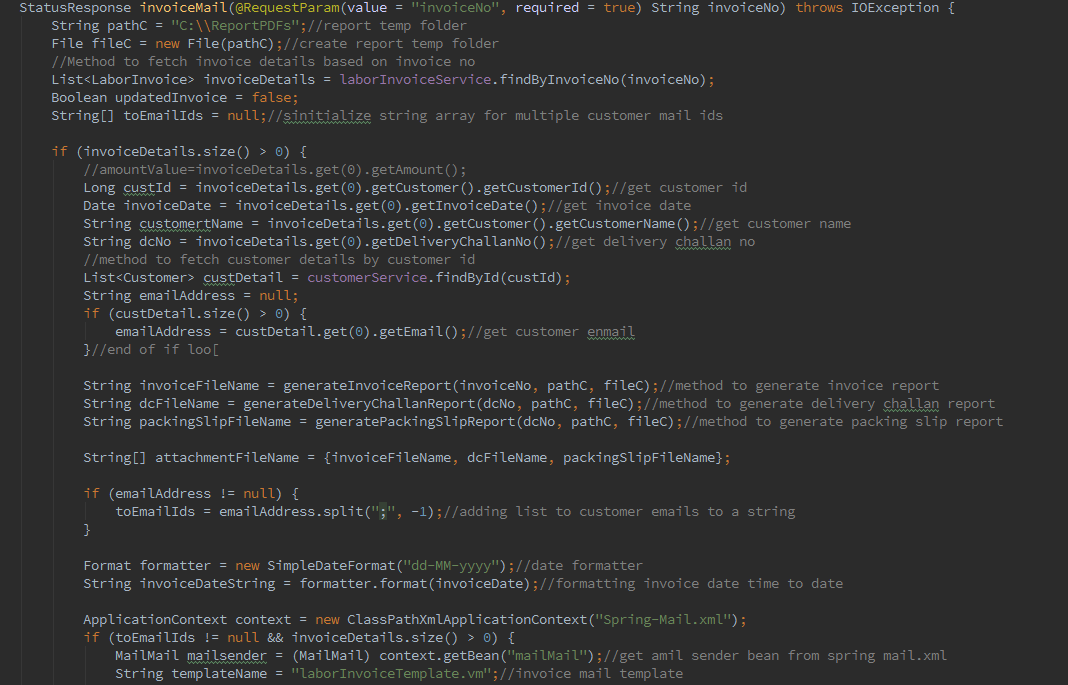 StatusResponse invoiceMail(@RequestParam(value = "invoiceNo", required = true) String invoiceNo) throws IOException {
String pathC = "C:\\ReportPDFs";//report temp folder
File fileC = new File(pathC);//create report temp folder
//Method to fetch invoice details based on invoice no
List<LaborInvoice> invoiceDetails = laborInvoiceService.findByInvoiceNo(invoiceNo);
Boolean updatedInvoice = false;
String[] toEmailIds = null;//sinitialize string array for multiple customer mail ids
if (invoiceDetails.size() > 0) {
//amountValue=invoiceDetails.get(0).getAmount();
Long custId = invoiceDetails.get(0).getCustomer().getCustomerId();//get customer id
Date invoiceDate = invoiceDetails.get(0).getInvoiceDate();//get invoice date
String customertName = invoiceDetails.get(0).getCustomer().getCustomerName();//get customer name
String dcNo = invoiceDetails.get(0).getDeliveryChallanNo();//get delivery challan no
//method to fetch customer details by customer id
List<Customer> custDetail = customerService.findById(custId);
String emailAddress = null;
if (custDetail.size() > 0) {
emailAddress = custDetail.get(0).getEmail();//get customer enmail
}//end of if loo[
String invoiceFileName = generateInvoiceReport(invoiceNo, pathC, fileC);//method to generate invoice report
String dcFileName = generateDeliveryChallanReport(dcNo, pathC, fileC);//method to generate delivery challan report
String packingSlipFileName = generatePackingSlipReport(dcNo, pathC, fileC);//method to generate packing slip report
String[] attachmentFileName = {invoiceFileName, dcFileName, packingSlipFileName};
if (emailAddress != null) {
toEmailIds = emailAddress.split(";", -1);//adding list to customer emails to a string
}
Format formatter = new SimpleDateFormat("dd-MM-yyyy");//date formatter
String invoiceDateString = formatter.format(invoiceDate);//formatting invoice date time to date
ApplicationContext context = new ClassPathXmlApplicationContext("Spring-Mail.xml");
if (toEmailIds != null && invoiceDetails.size() > 0) {
MailMail mailsender = (MailMail) context.getBean("mailMail");//get amil sender bean from spring mail.xml
String templateName = "laborInvoiceTemplate.vm";//invoice mail template